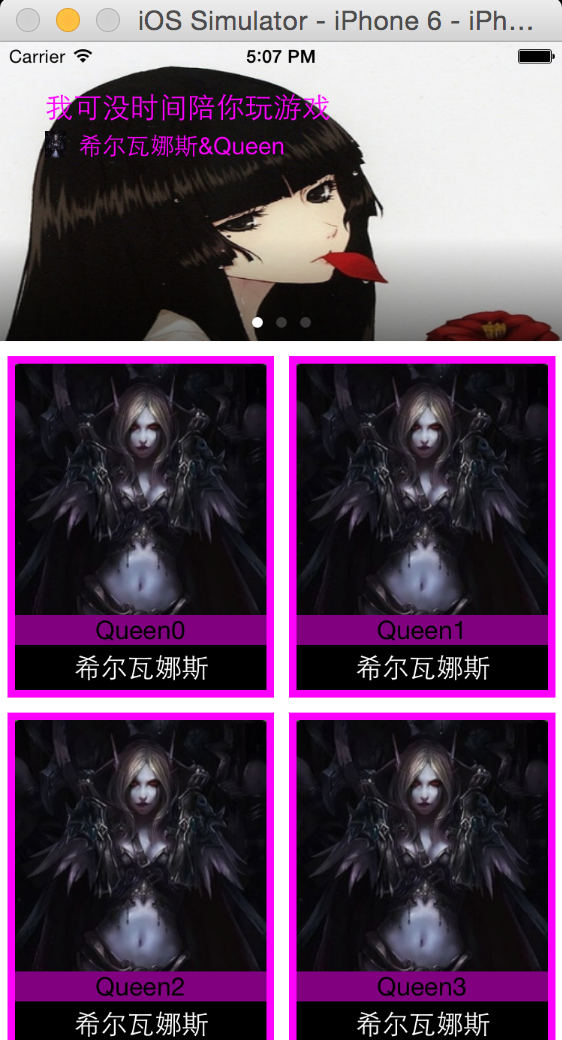 iOS Simulator - iPhone 6 - iPh...
Carrier 5:07 PM
我可没时间陪你玩游戏
希尔瓦娜斯&Queen
Queen0
希尔瓦娜斯
Queen1
希尔瓦娜斯
Queen2
希尔瓦娜斯
Queen3
希尔瓦娜斯